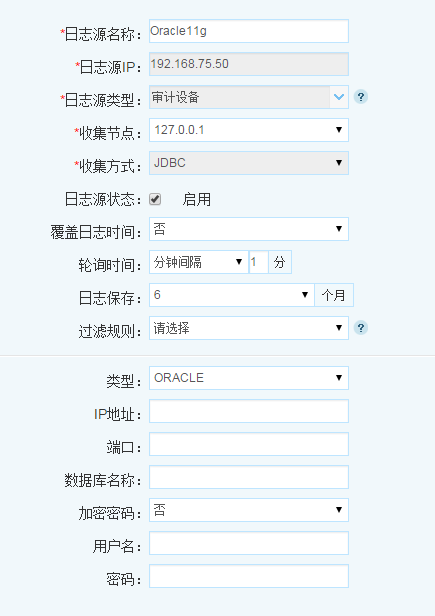 *日志源名称： Oracle11g
*日志源IP： 192.168.75.50
*日志源类型： 审计设备 ?
*收集节点： 127.0.0.1
*收集方式： JDBC
日志源状态： 启用
覆盖日志时间： 否
轮询时间： 分钟间隔 1 分
日志保存： 6 个月
过滤规则： 请选择 ?
类型： ORACLE
IP地址：
端口：
数据库名称：
加密密码： 否
用户名：
密码：